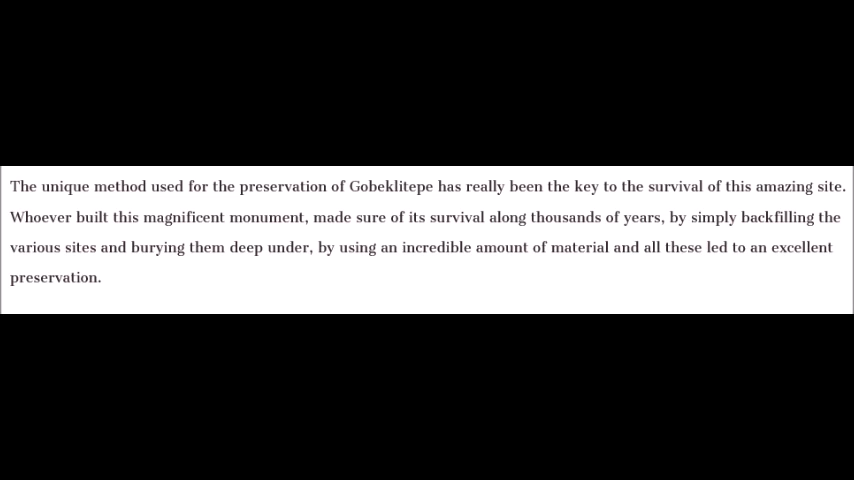 The unique method used for the preservation of Gobeklitepe has really been the key to the survival of this amazing site.
Whoever built this magnificent monument, made sure of its survival along thousands of years, by simply backfilling the
various sites and burying them deep under, by using an incredible amount of material and all these led to an excellent
preservation.